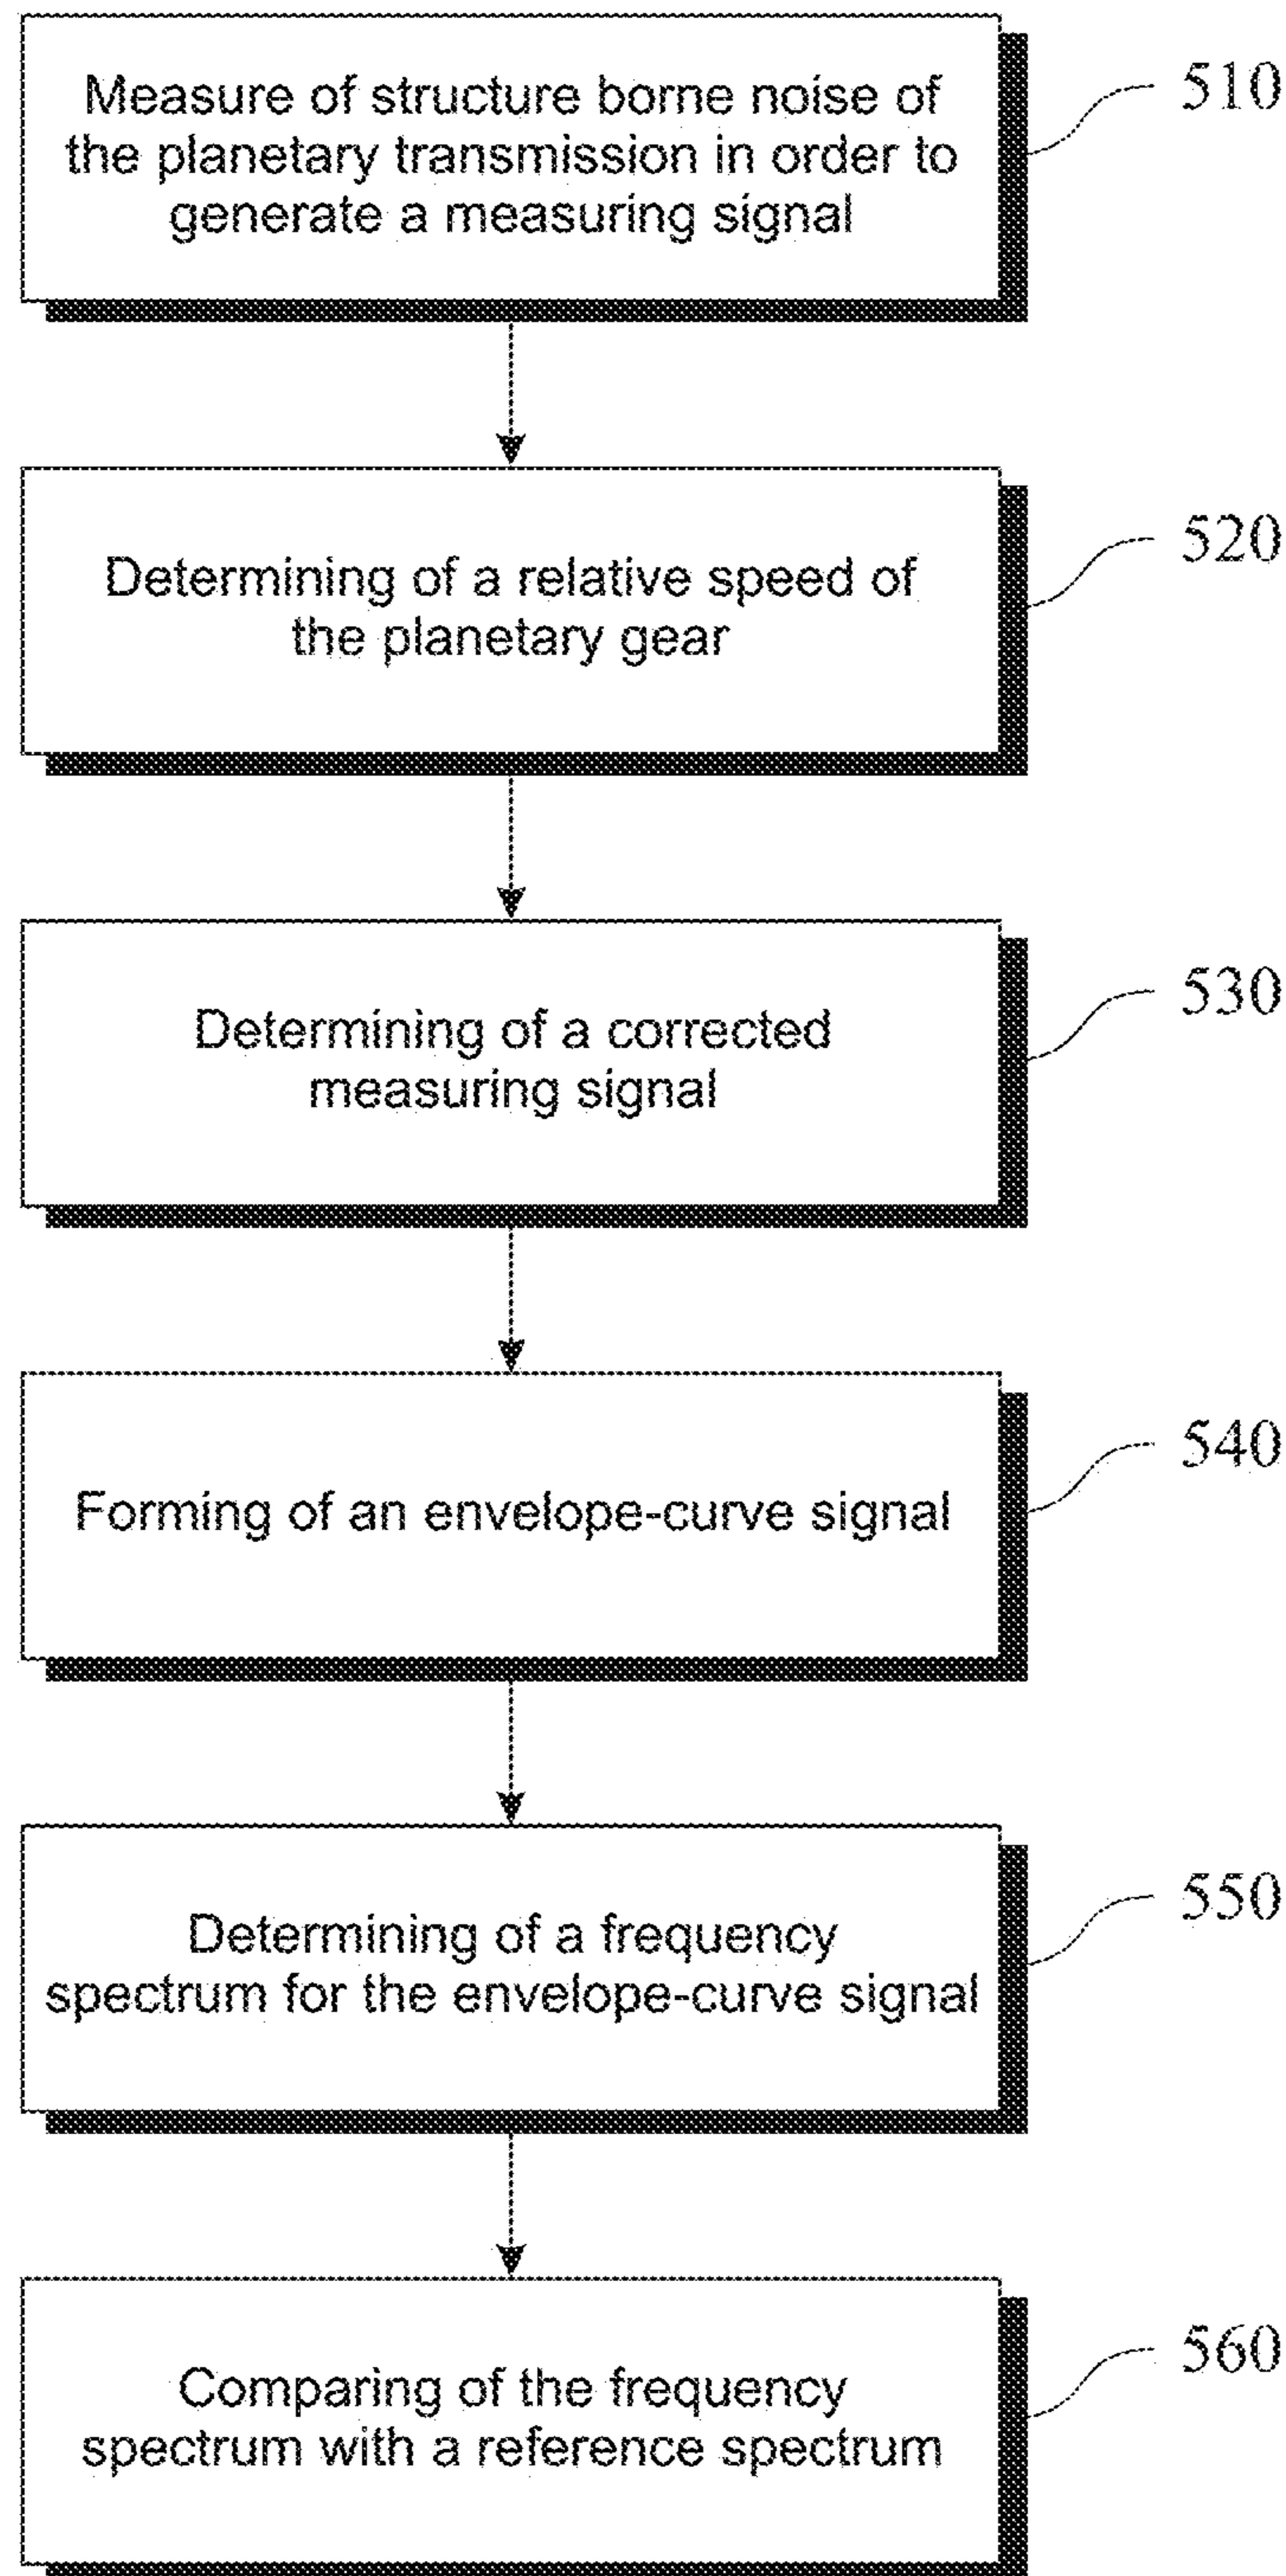 Measure of structure borne noise of
the planetary transmission in order to
generate a measuring signal
510
Determining of a relative speed of
the planetary gear
520
Determining of a corrected
measuring signal
530
Forming of an envelope-curve signal
540
Determining of a frequency
spectrum for the envelope-curve signal
550
Comparing of the frequency
spectrum with a reference spectrum
560